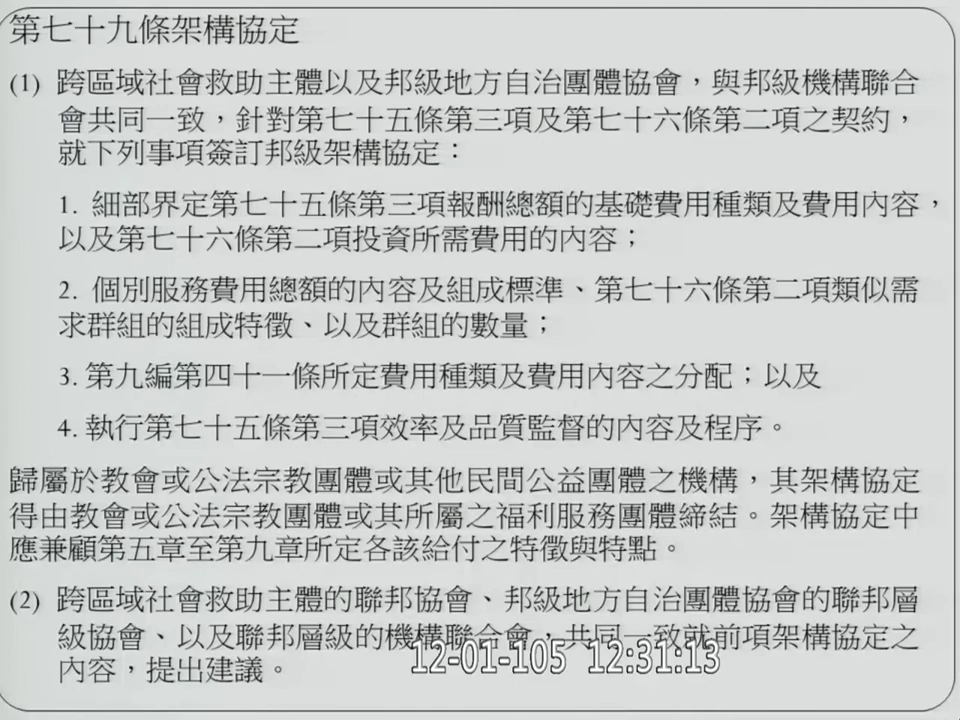 第七十九條架構協定
(1) 跨區域社會救助主體以及邦級地方自治團體協會，與邦級機構聯合
會共同一致，針對第七十五條第三項及第七十六條第二項之契約，
就下列事項簽訂邦級架構協定：
1. 細部界定第七十五條第三項報酬總額的基礎費用種類及費用內容，
以及第七十六條第二項投資所需費用的內容；
2. 個別服務費用總額的內容及組成標準、第七十六條第二項類似需
求群組的組成特徵、以及群組的數量；
3. 第九編第四十一條所定費用種類及費用內容之分配；以及
4. 執行第七十五條第三項效率及品質監督的內容及程序。
歸屬於教會或公法宗教團體或其他民間公益團體之機構，其架構協定
得由教會或公法宗教團體或其所屬之福利服務團體締結。架構協定中
應兼顧第五章至第九章所定各該給付之特徵與特點。
(2) 跨區域社會救助主體的聯邦協會、邦級地方自治團體協會的聯邦層
級協會、以及聯邦層級的機構聯合會，共同一致就前項架構協定之
內容，提出建議。
12-01-105 12:31:13